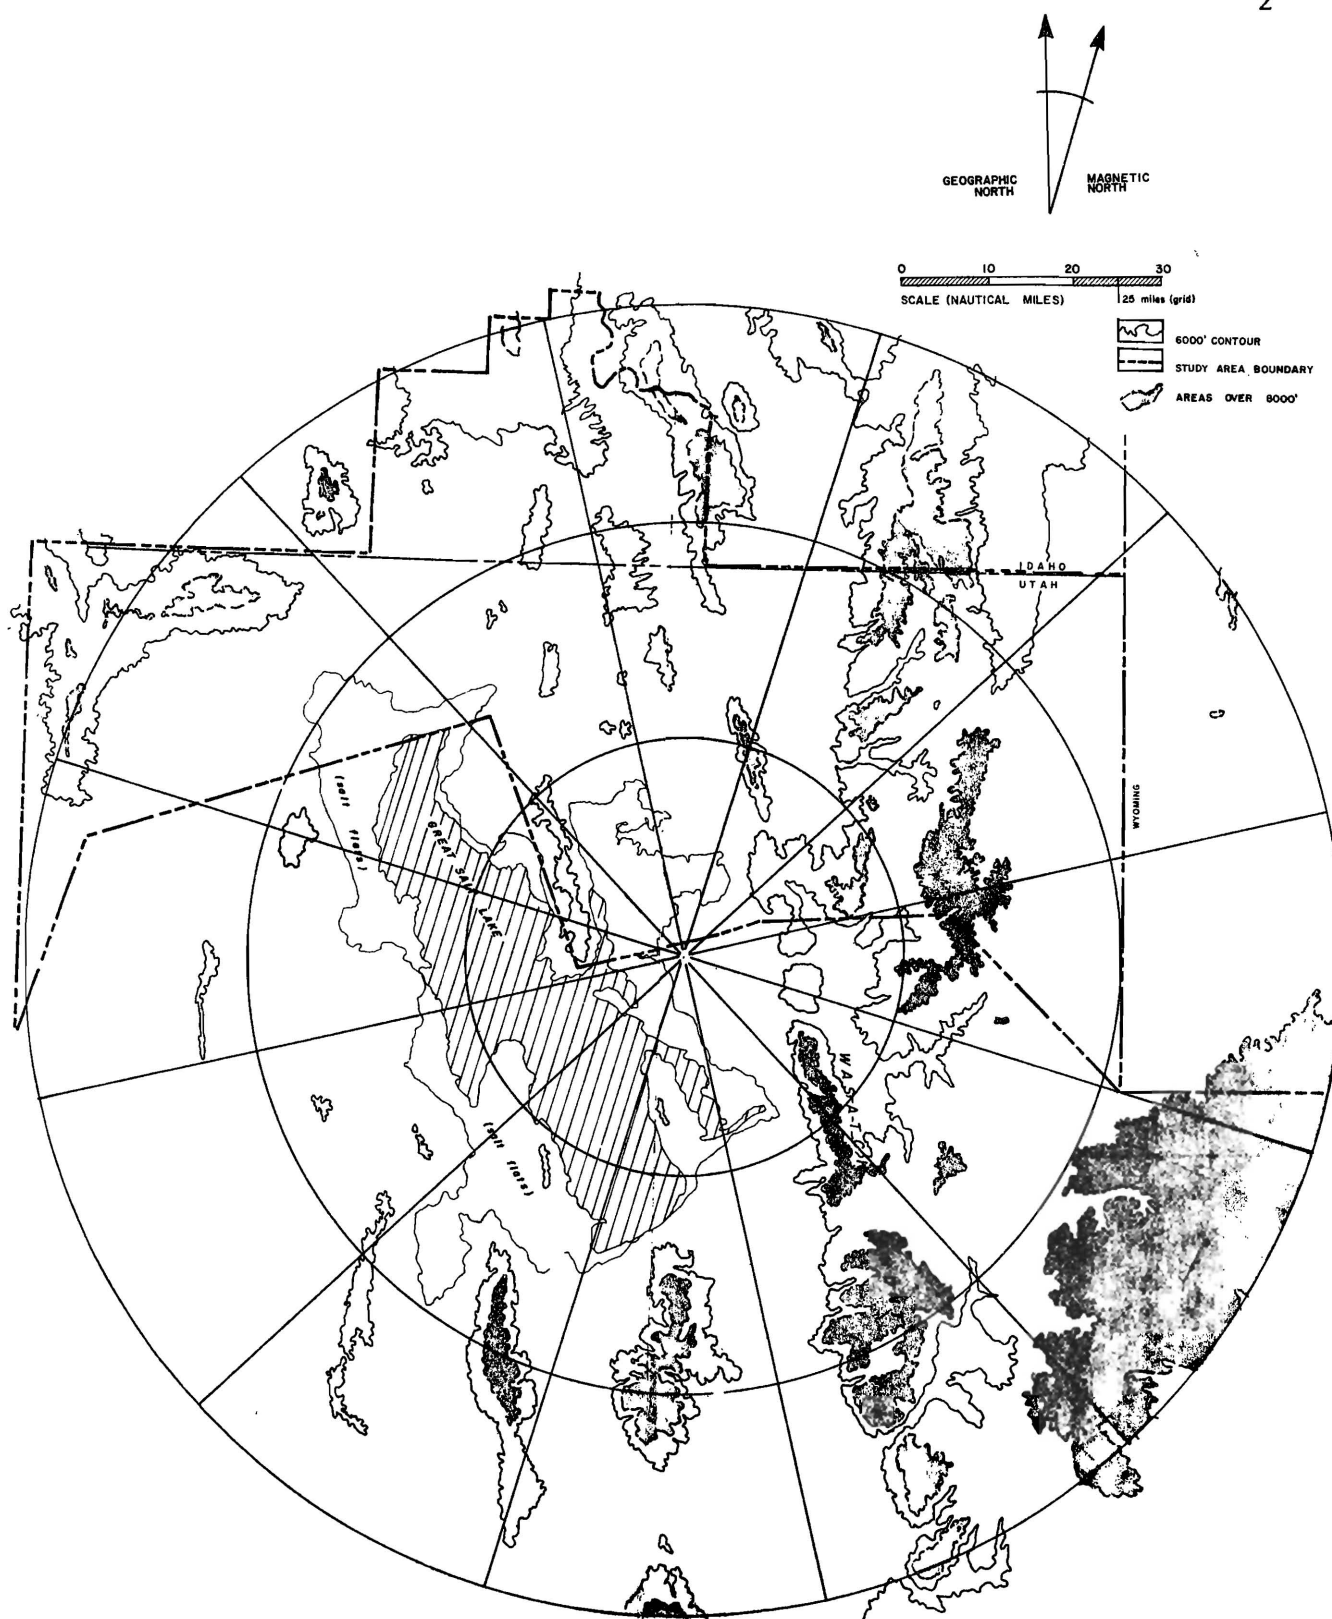 2
GEOGRAPHIC
NORTH
MAGNETIC
NORTH
0 10 20 30
SCALE (NAUTICAL MILES)
25 miles (grid)
6000' CONTOUR
STUDY AREA BOUNDARY
AREAS OVER 8000'
IDAHO
UTAH
WYOMING
(salt flats)
GREAT SALT LAKE
WASATCH
(salt flats)